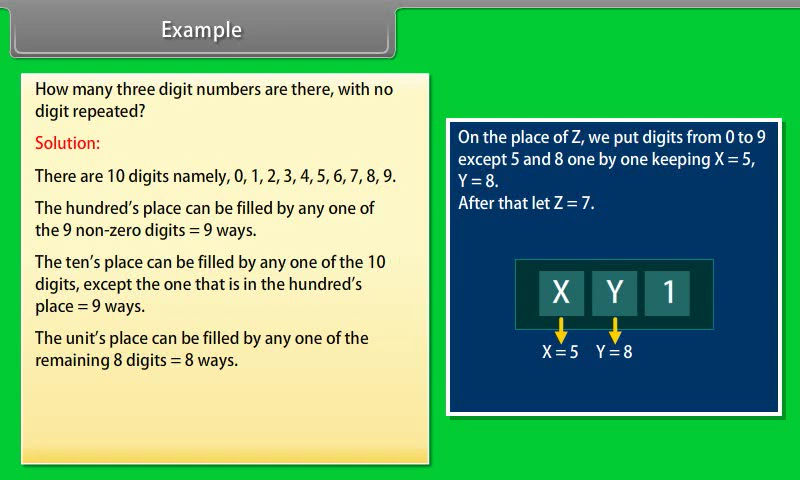 Example
How many three digit numbers are there, with no
digit repeated?
Solution:
There are 10 digits namely, 0, 1, 2, 3, 4, 5, 6, 7, 8, 9.
The hundred's place can be filled by any one of
the 9 non-zero digits = 9 ways.
The ten's place can be filled by any one of the 10
digits, except the one that is in the hundred's
place = 9 ways.
The unit's place can be filled by any one of the
remaining 8 digits = 8 ways.
On the place of Z, we put digits from 0 to 9
except 5 and 8 one by one keeping X = 5,
Y = 8.
After that let Z = 7.
X Y 1
X = 5 Y = 8